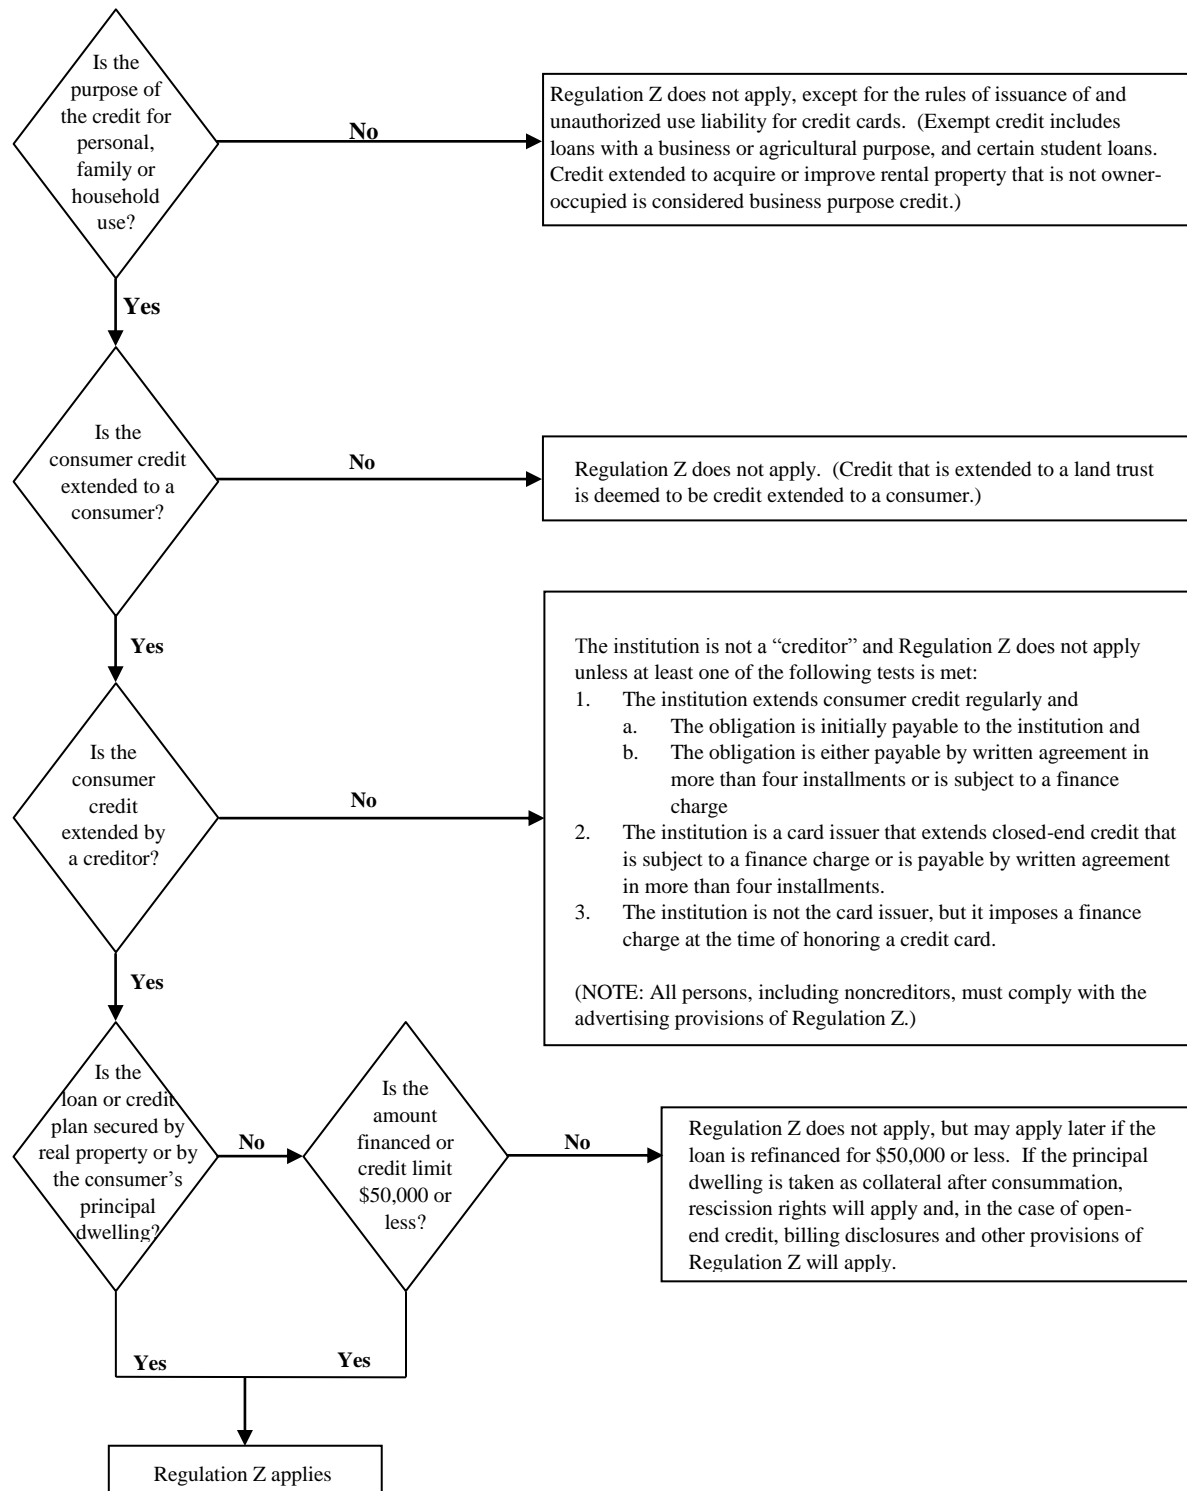 Is the
purpose of
the credit for
personal,
family or
household
use?
No
Regulation Z does not apply, except for the rules of issuance of and
unauthorized use liability for credit cards.  (Exempt credit includes
loans with a business or agricultural purpose, and certain student loans.
Credit extended to acquire or improve rental property that is not owner-
occupied is considered business purpose credit.)
Yes
Is the
consumer credit
extended to a
consumer?
No
Regulation Z does not apply.  (Credit that is extended to a land trust
is deemed to be credit extended to a consumer.)
Yes
Is the
consumer
credit
extended by
a creditor?
No
The institution is not a “creditor” and Regulation Z does not apply
unless at least one of the following tests is met:
1. The institution extends consumer credit regularly and
a. The obligation is initially payable to the institution and
b. The obligation is either payable by written agreement in
more than four installments or is subject to a finance
charge
2. The institution is a card issuer that extends closed-end credit that
is subject to a finance charge or is payable by written agreement
in more than four installments.
3. The institution is not the card issuer, but it imposes a finance
charge at the time of honoring a credit card.
(NOTE: All persons, including noncreditors, must comply with the
advertising provisions of Regulation Z.)
Yes
Is the
loan or credit
plan secured by
real property or by
the consumer’s
principal
dwelling?
No
Is the
amount
financed or
credit limit
$50,000 or
less?
No
Regulation Z does not apply, but may apply later if the
loan is refinanced for $50,000 or less.  If the principal
dwelling is taken as collateral after consummation,
rescission rights will apply and, in the case of open-
end credit, billing disclosures and other provisions of
Regulation Z will apply.
Yes
Yes
Regulation Z applies